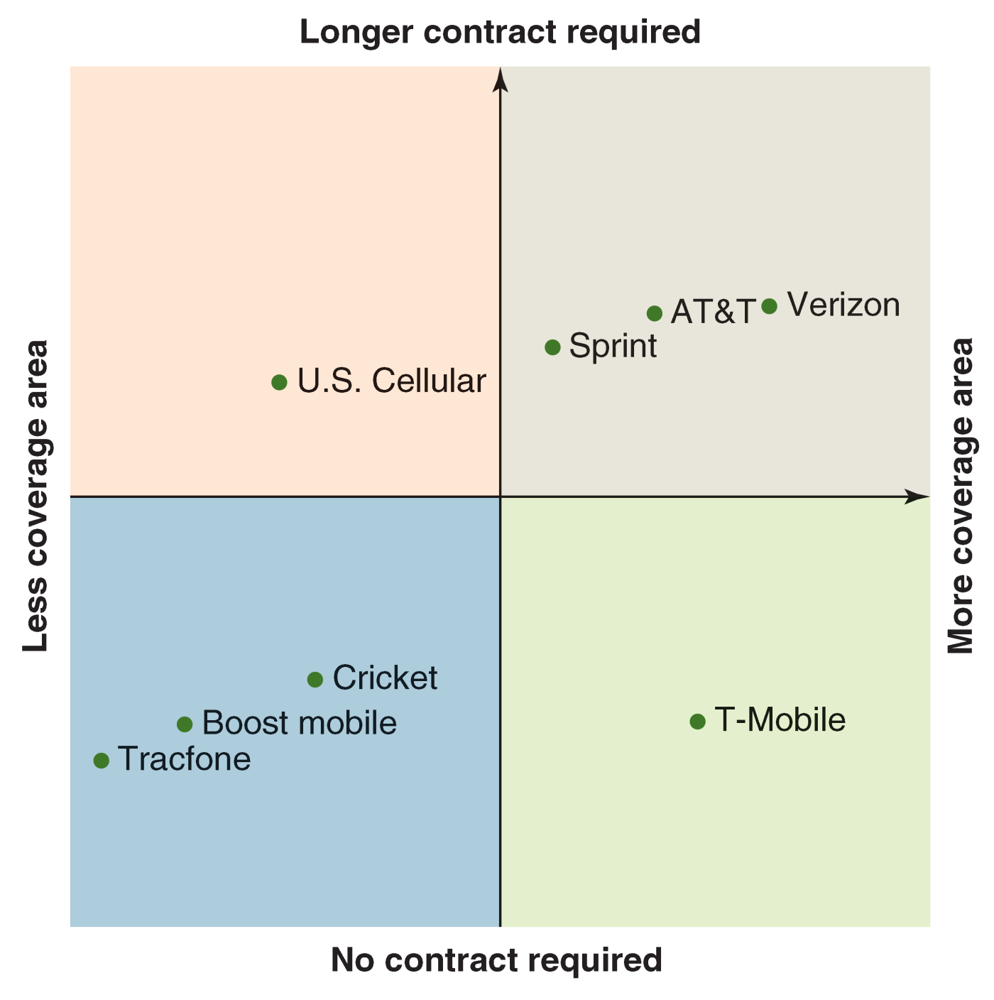 Longer contract required
AT&T
Verizon
Sprint
U.S. Cellular
Less coverage area
More coverage area
Cricket
Boost mobile
T-Mobile
Tracfone
No contract required